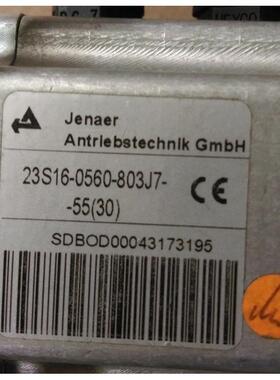 Jenaer
Antriebstechnik GmbH
23S16-0560-803J7-
-55(30)
CE
SDBOD00043173195